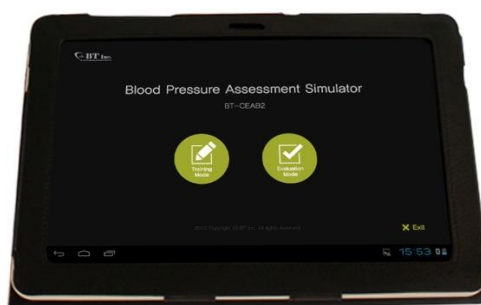 BT Inc.
Blood Pressure Assessment Simulator
BT-CEAB2
Training
Mode
Evaluation
Mode
Exit
15:53